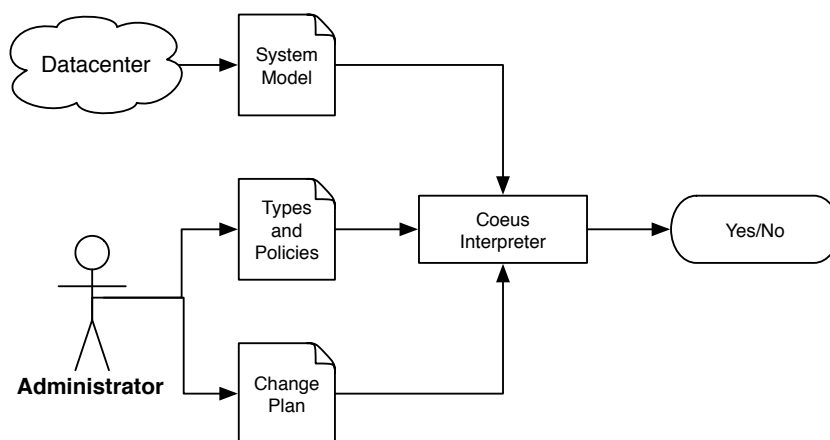 Datacenter
System
Model
Types
and
Policies
Coeus
Interpreter
Yes/No
Administrator
Change
Plan